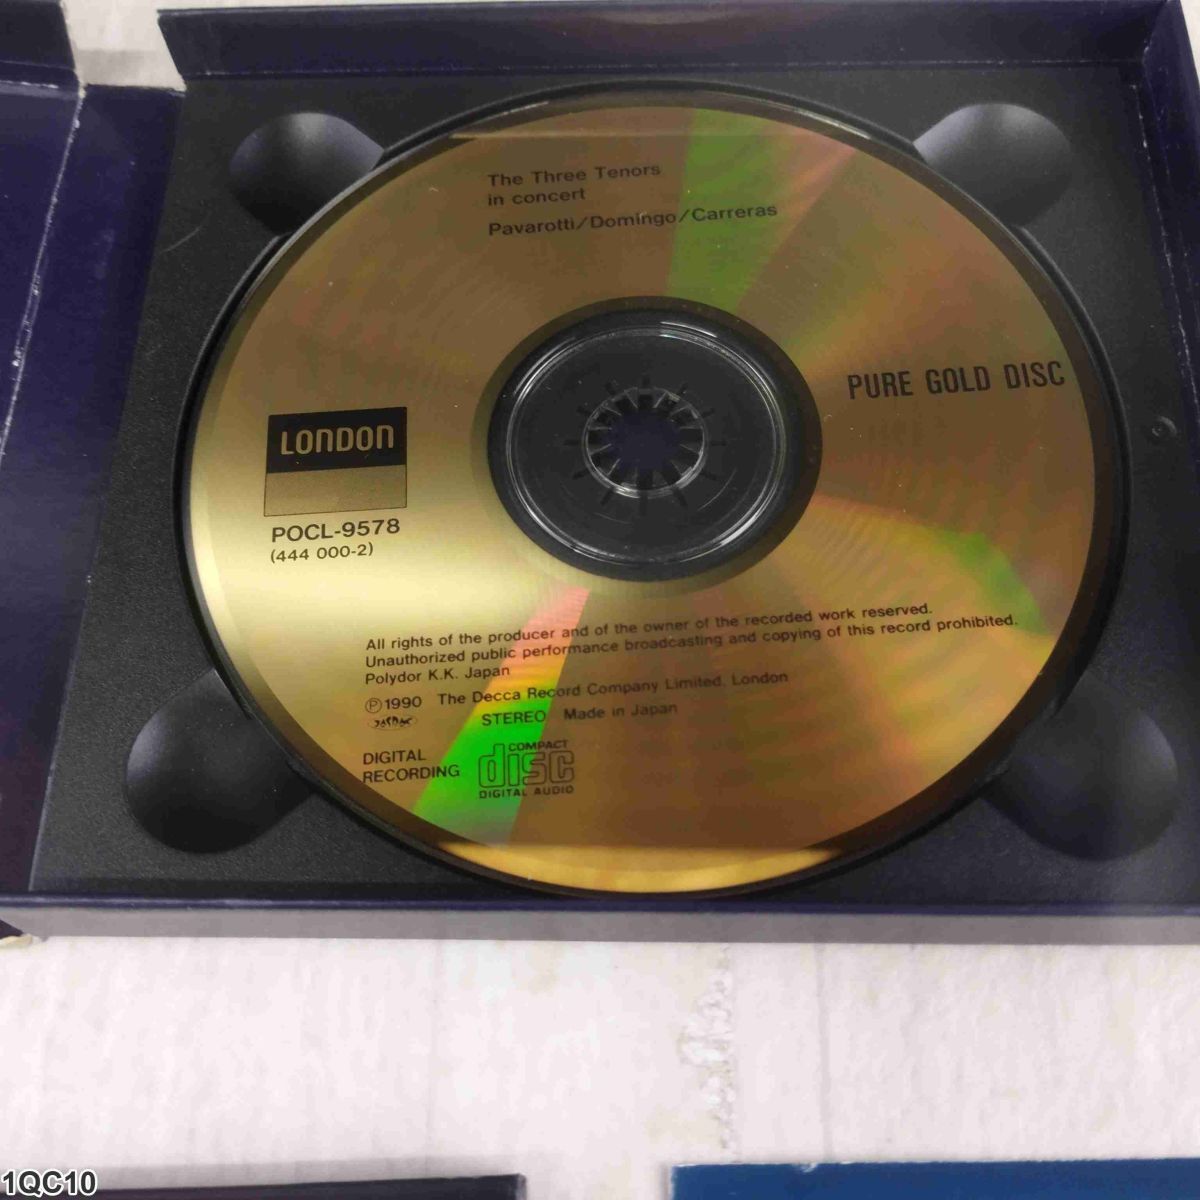 The Three Tenors
in concert
Pavarotti/Domingo/Carreras
PURE GOLD DISC
LONDON
POCL-9578
(444 000-2)
All rights of the producer and of the owner of the recorded work reserved.
Unauthorized public performance broadcasting and copying of this record prohibited.
Polydor K.K. Japan
℗1990 The Decca Record Company Limited, London
JASRAC
STEREO Made in Japan
DIGITAL
RECORDING
COMPACT
disc
DIGITAL AUDIO
1QC10